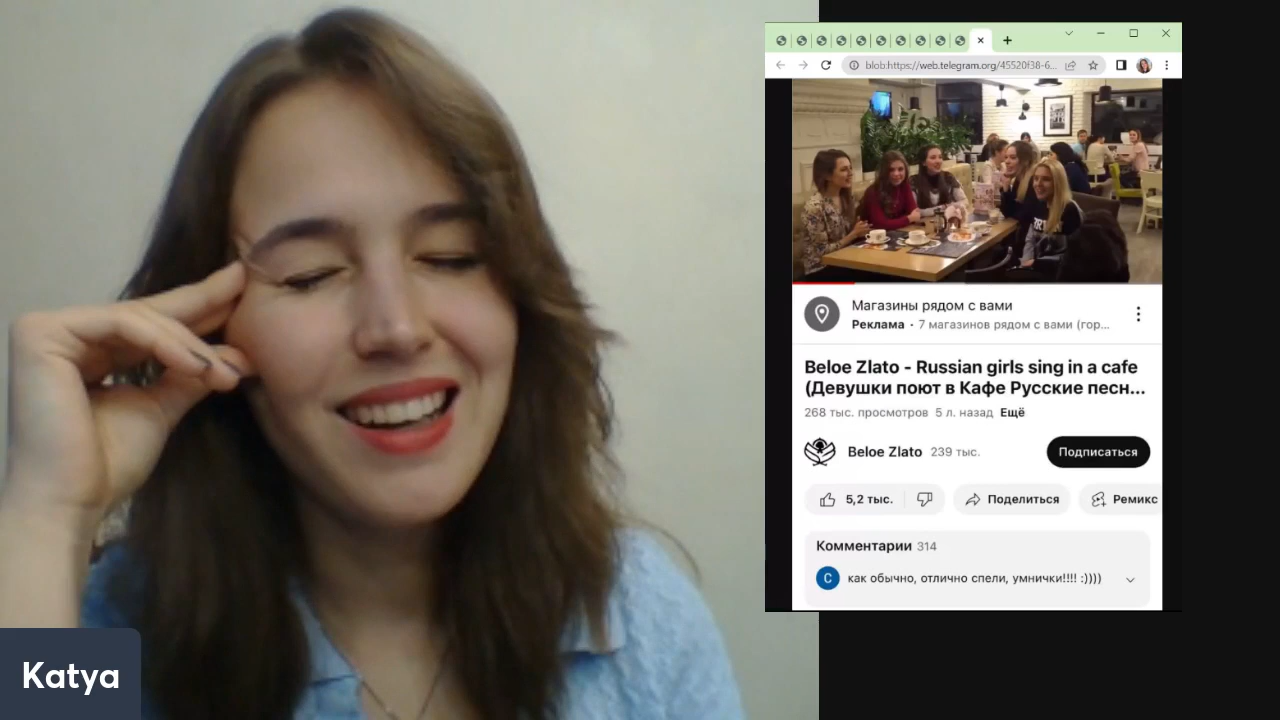 blob:https://web.telegram.org/45520f38-6...
Магазины рядом с вами
Реклама · 7 магазинов рядом с вами (гор...
Beloe Zlato - Russian girls sing in a cafe
(Девушки поют в Кафе Русские песн...
268 тыс. просмотров 5 л. назад Ещё
Beloe Zlato 239 тыс. Подписаться
5,2 тыс. Поделиться Ремикс
Комментарии 314
С как обычно, отлично спели, умнички!!!! :))))
Katya